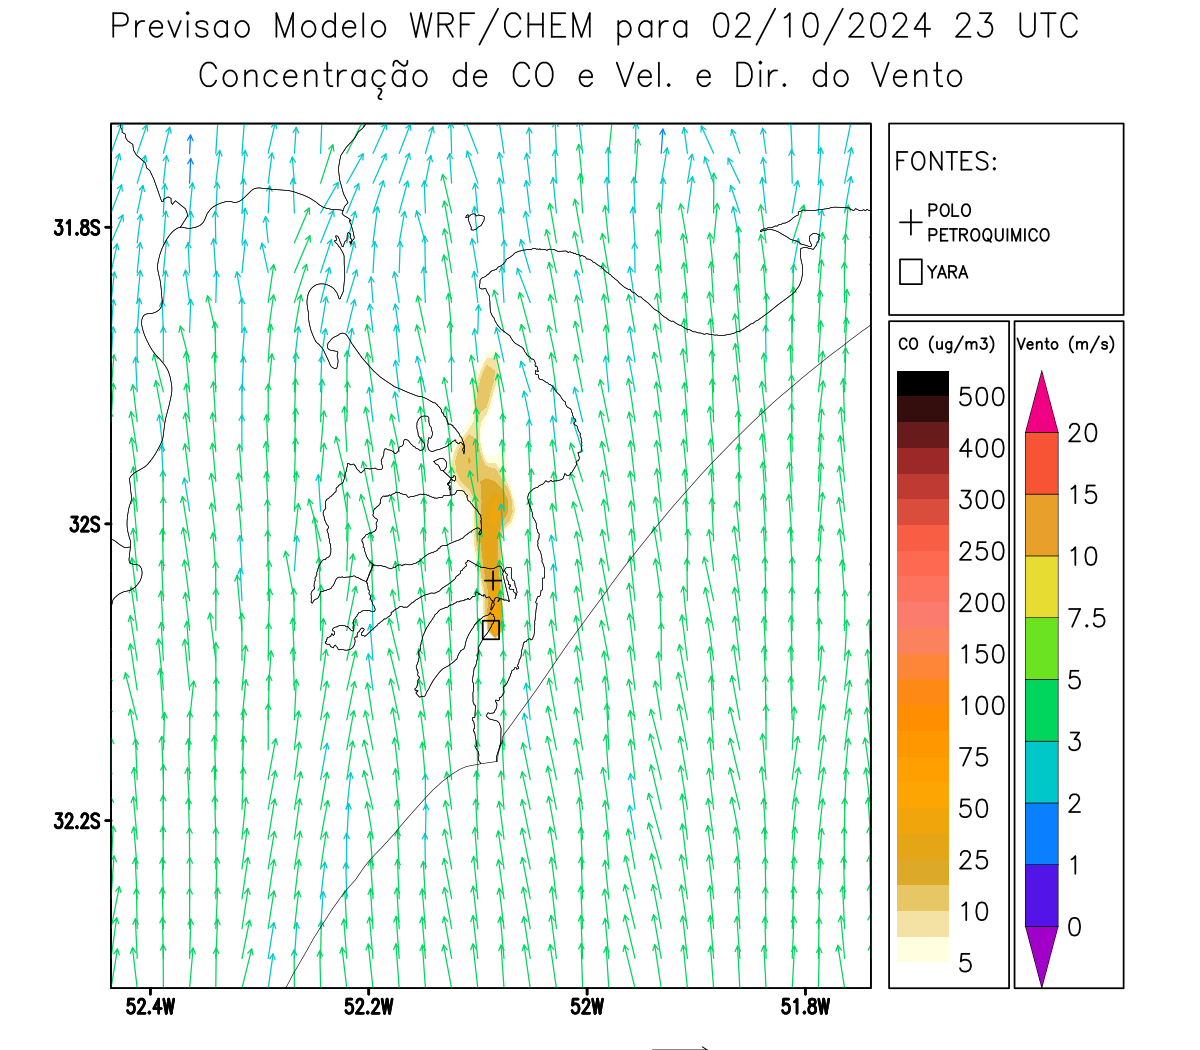 Previsao Modelo WRF/CHEM para 02/10/2024 23 UTC
Concentração de CO e Vel. e Dir. do Vento
FONTES:
POLO
PETROQUIMICO
YARA
CO (ug/m3)
500
400
300
250
200
150
100
75
50
25
10
5
Vento (m/s)
20
15
10
7.5
5
3
2
1
0
31.8S
32S
32.2S
52.4W
52.2W
52W
51.8W